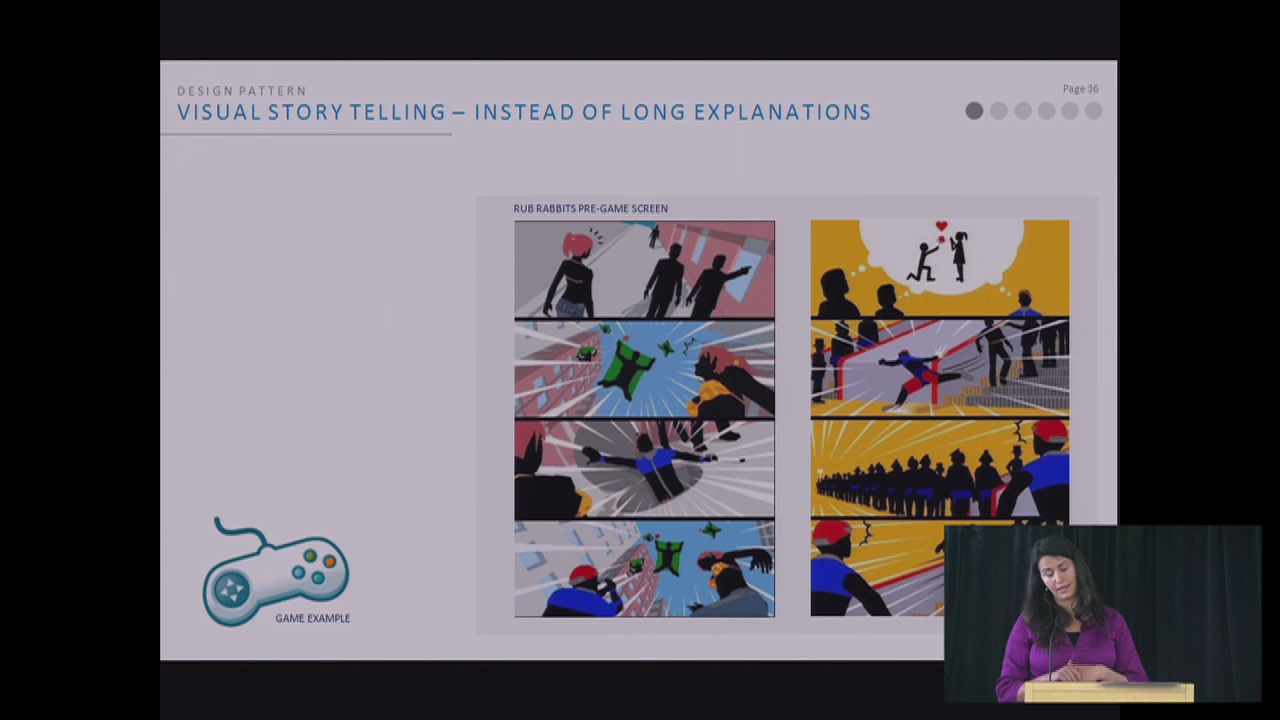 DESIGN PATTERN
VISUAL STORY TELLING – INSTEAD OF LONG EXPLANATIONS
Page 36
RUB RABBITS PRE-GAME SCREEN
GAME EXAMPLE